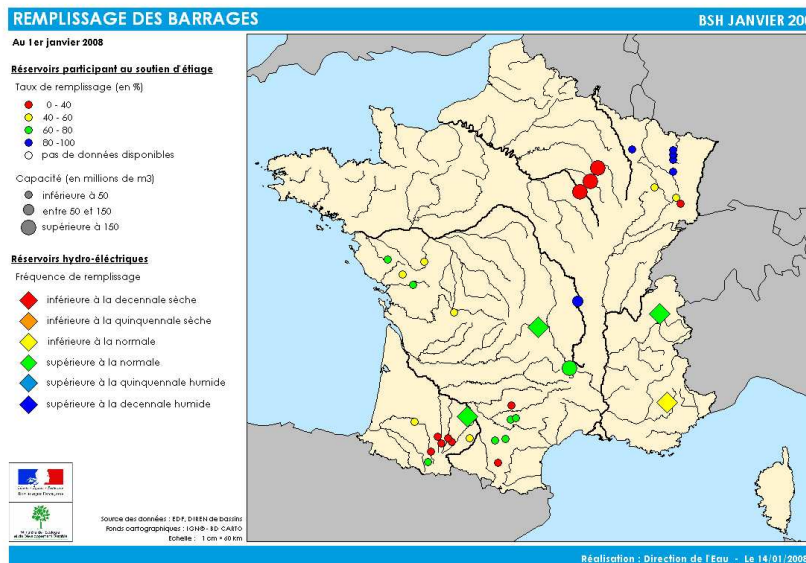 REMPLISSAGE DES BARRAGES
BSH JANVIER 200
Au 1er janvier 2008
Réservoirs participant au soutien d'étiage
Taux de remplissage (en %)
0 - 40
40 - 60
60 - 80
80 -100
pas de données disponibles
Capacité (en millions de m3)
inférieure à 50
entre 50 et 150
supérieure à 150
Réservoirs hydro-électriques
Fréquence de remplissage
inférieure à la decennale sèche
inférieure à la quinquennale sèche
inférieure à la normale
supérieure à la normale
supérieure à la quinquennale humide
supérieure à la decennale humide
Source des données : EDF, DIREN de bassins
Fonds cartographiques : IGN® - BD CARTO
Echelle : 1 cm = 60 km
Réalisation : Direction de l'Eau - Le 14/01/2008